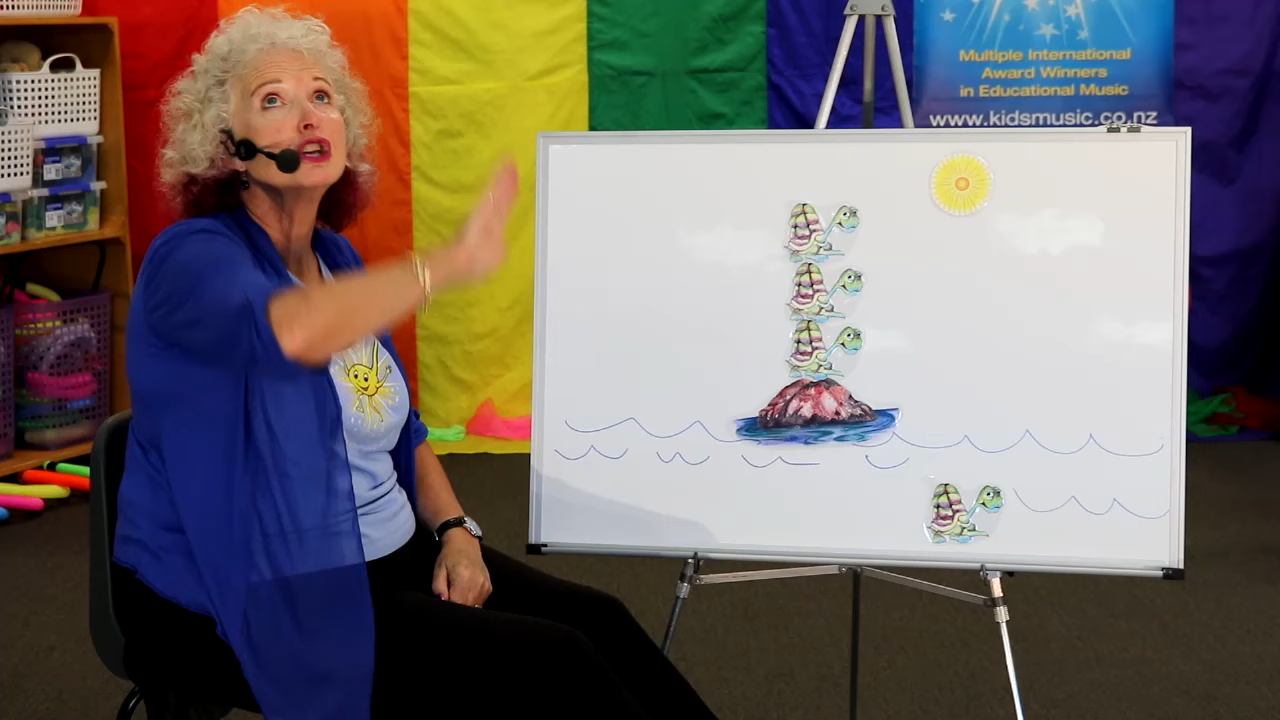 Multiple International
Award Winners
in Educational Music
www.kidsmusic.co.nz